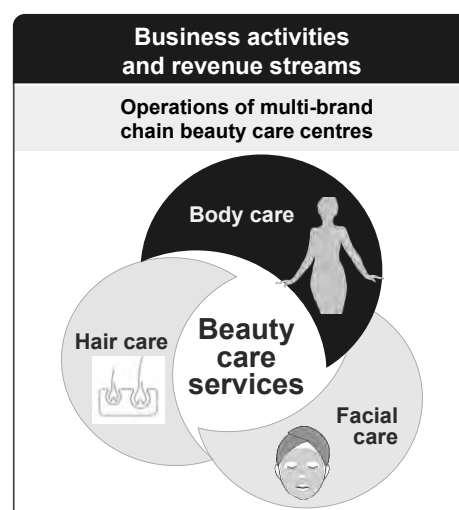 Business activities
and revenue streams
Operations of multi-brand
chain beauty care centres
Body care
Hair care
Beauty
care
services
Facial
care